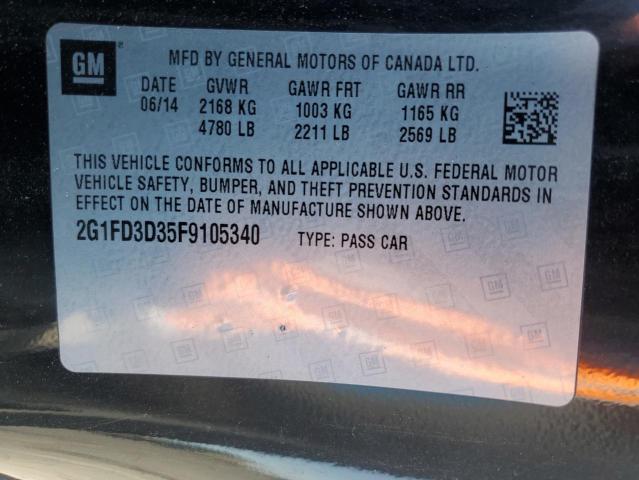 GM
MFD BY GENERAL MOTORS OF CANADA LTD.
DATE GVWR GAWR FRT GAWR RR
06/14 2168 KG 1003 KG 1165 KG
4780 LB 2211 LB 2569 LB
THIS VEHICLE CONFORMS TO ALL APPLICABLE U.S. FEDERAL MOTOR
VEHICLE SAFETY, BUMPER, AND THEFT PREVENTION STANDARDS IN
EFFECT ON THE DATE OF MANUFACTURE SHOWN ABOVE.
2G1FD3D35F9105340 TYPE: PASS CAR